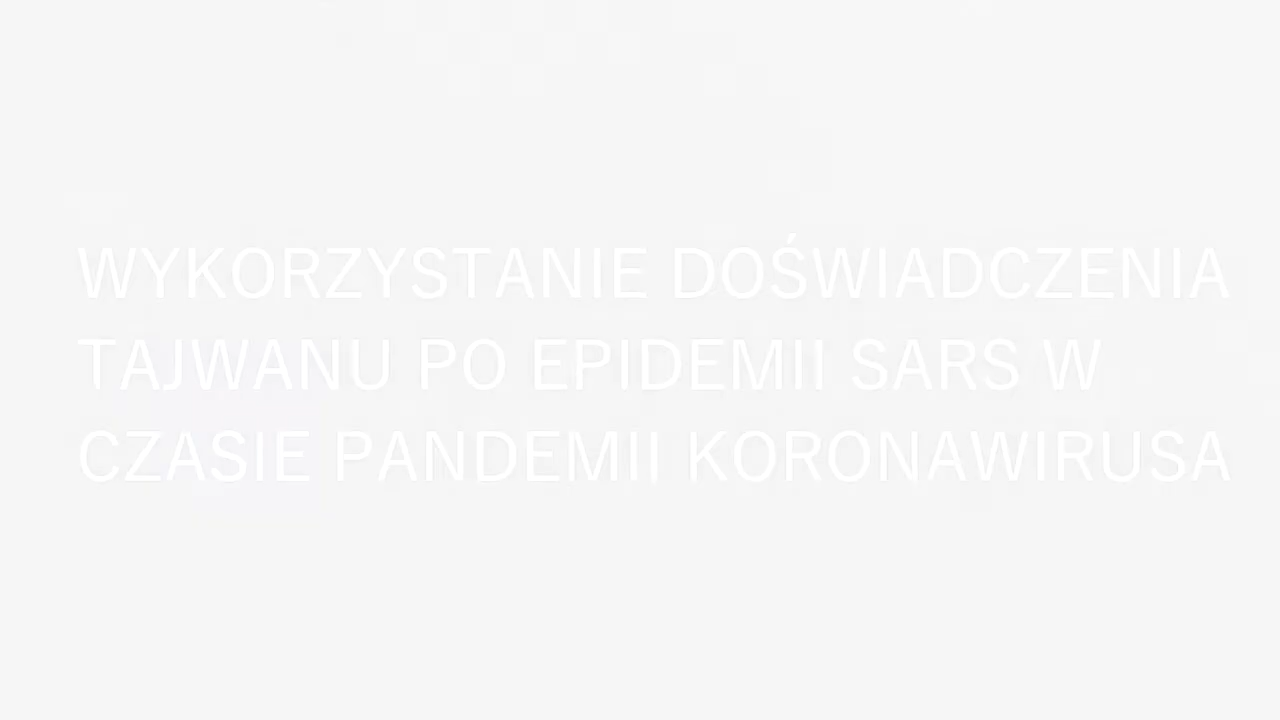 WYKORZYSTANIE DOŚWIADCZENIA
TAJWANU PO EPIDEMII SARS W
CZASIE PANDEMII KORONAWIRUSA